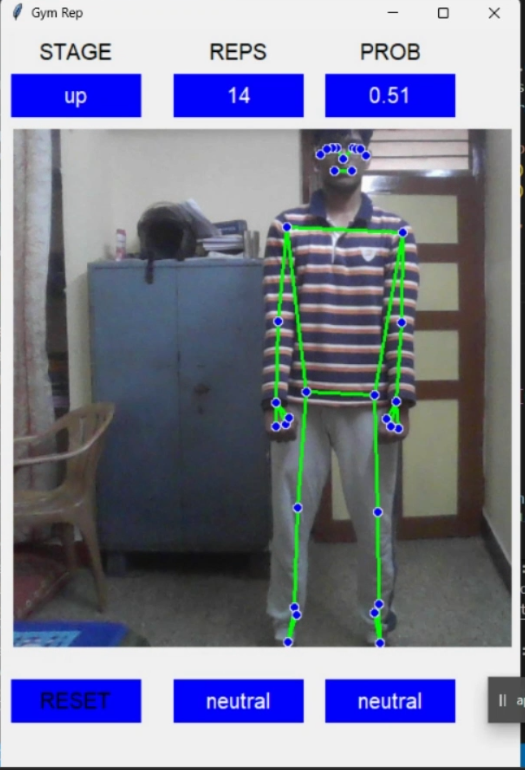 Gym Rep
STAGE REPS PROB
up 14 0.51
RESET neutral neutral